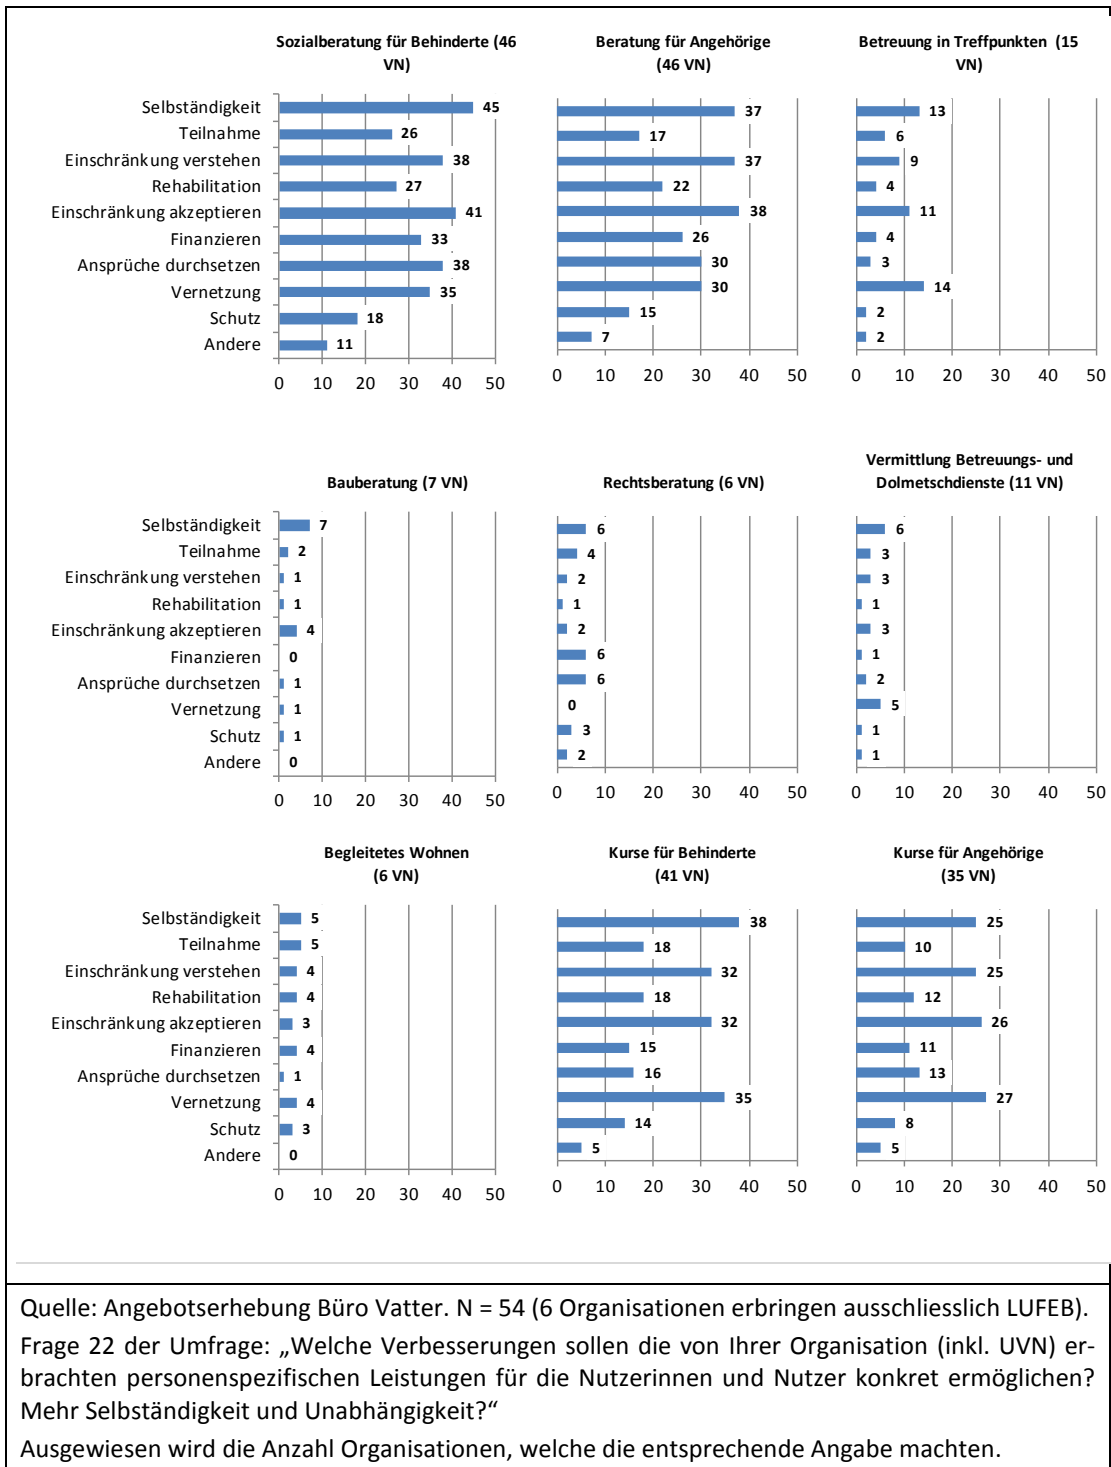 Sozialberatung für Behinderte (46
VN)
Selbständigkeit 45
Teilnahme 26
Einschränkung verstehen 38
Rehabilitation 27
Einschränkung akzeptieren 41
Finanzieren 33
Ansprüche durchsetzen 38
Vernetzung 35
Schutz 18
Andere 11
0 10 20 30 40 50
Beratung für Angehörige
(46 VN)
37
17
37
22
38
26
30
30
15
7
0 10 20 30 40 50
Betreuung in Treffpunkten (15
VN)
13
6
9
4
11
4
3
14
2
2
0 10 20 30 40 50
Bauberatung (7 VN)
Selbständigkeit 7
Teilnahme 2
Einschränkung verstehen 1
Rehabilitation 1
Einschränkung akzeptieren 4
Finanzieren 0
Ansprüche durchsetzen 1
Vernetzung 1
Schutz 1
Andere 0
0 10 20 30 40 50
Rechtsberatung (6 VN)
6
4
2
1
2
6
6
0
3
2
0 10 20 30 40 50
Vermittlung Betreuungs- und
Dolmetschdienste (11 VN)
6
3
3
1
3
1
2
5
1
1
0 10 20 30 40 50
Begleitetes Wohnen
(6 VN)
Selbständigkeit 5
Teilnahme 5
Einschränkung verstehen 4
Rehabilitation 4
Einschränkung akzeptieren 3
Finanzieren 4
Ansprüche durchsetzen 1
Vernetzung 4
Schutz 3
Andere 0
0 10 20 30 40 50
Kurse für Behinderte
(41 VN)
38
18
32
18
32
15
16
35
14
5
0 10 20 30 40 50
Kurse für Angehörige
(35 VN)
25
10
25
12
26
11
13
27
8
5
0 10 20 30 40 50
Quelle: Angebotserhebung Büro Vatter. N = 54 (6 Organisationen erbringen ausschliesslich LUFEB).
Frage 22 der Umfrage: „Welche Verbesserungen sollen die von Ihrer Organisation (inkl. UVN) er-
brachten personenspezifischen Leistungen für die Nutzerinnen und Nutzer konkret ermöglichen?
Mehr Selbständigkeit und Unabhängigkeit?“
Ausgewiesen wird die Anzahl Organisationen, welche die entsprechende Angabe machten.